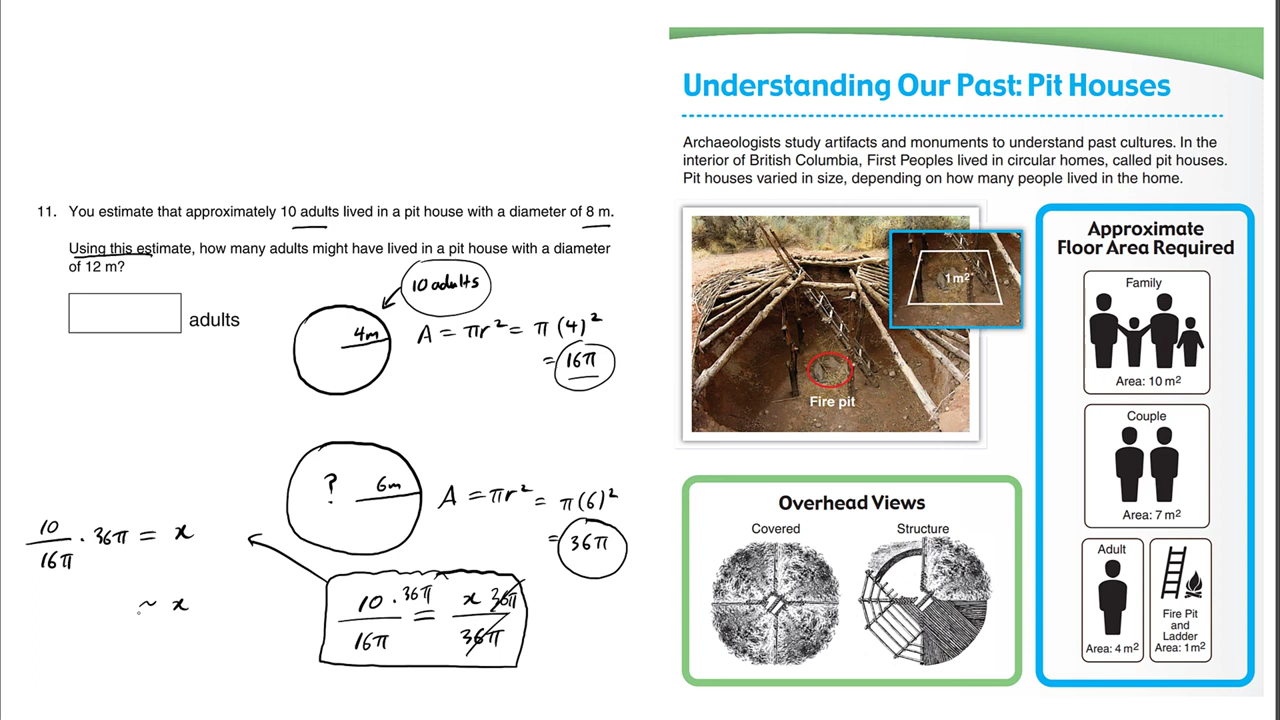 11. You estimate that approximately 10 adults lived in a pit house with a diameter of 8 m.
Using this estimate, how many adults might have lived in a pit house with a diameter
of 12 m?
adults
10 adults
4m
A = πr² = π(4)²
= 16π
?
6m
A = πr² = π(6)²
= 36π
10/16π · 36π = x
~ x
10/16π · 36π = x 36π/36π
Understanding Our Past: Pit Houses
Archaeologists study artifacts and monuments to understand past cultures. In the
interior of British Columbia, First Peoples lived in circular homes, called pit houses.
Pit houses varied in size, depending on how many people lived in the home.
1 m²
Fire pit
Overhead Views
Covered
Structure
Approximate
Floor Area Required
Family
Area: 10 m²
Couple
Area: 7 m²
Adult
Area: 4 m²
Fire Pit
and
Ladder
Area: 1 m²